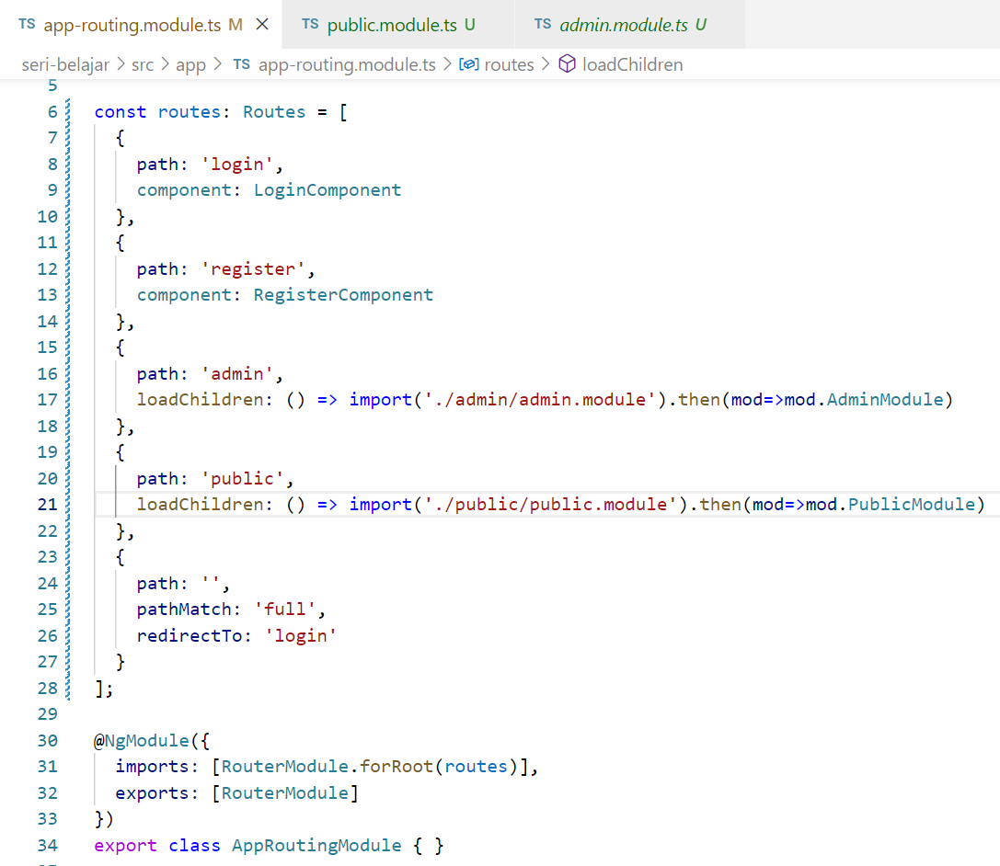 TS app-routing.module.ts M × TS public.module.ts U TS admin.module.ts U
seri-belajar > src > app > TS app-routing.module.ts > routes > loadChildren
5
6 const routes: Routes = [
7   {
8     path: 'login',
9     component: LoginComponent
10   },
11   {
12     path: 'register',
13     component: RegisterComponent
14   },
15   {
16     path: 'admin',
17     loadChildren: () => import('./admin/admin.module').then(mod=>mod.AdminModule)
18   },
19   {
20     path: 'public',
21     loadChildren: () => import('./public/public.module').then(mod=>mod.PublicModule)
22   },
23   {
24     path: '',
25     pathMatch: 'full',
26     redirectTo: 'login'
27   }
28 ];
29
30 @NgModule({
31   imports: [RouterModule.forRoot(routes)],
32   exports: [RouterModule]
33 })
34 export class AppRoutingModule { }